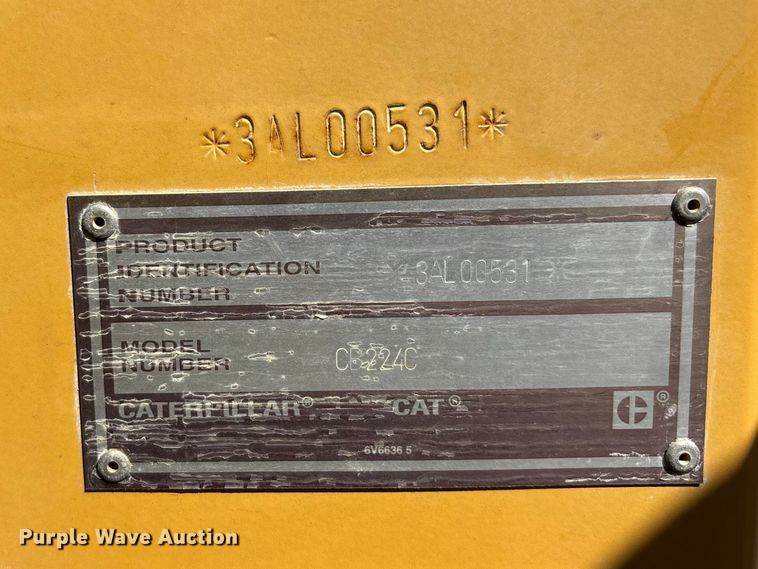 *3AL00531*
PRODUCT
IDENTIFICATION
NUMBER
*3AL00531*
MODEL
NUMBER
CB224C
CATERPILLAR® CAT®
®
6V6636 5
Purple Wave Auction®